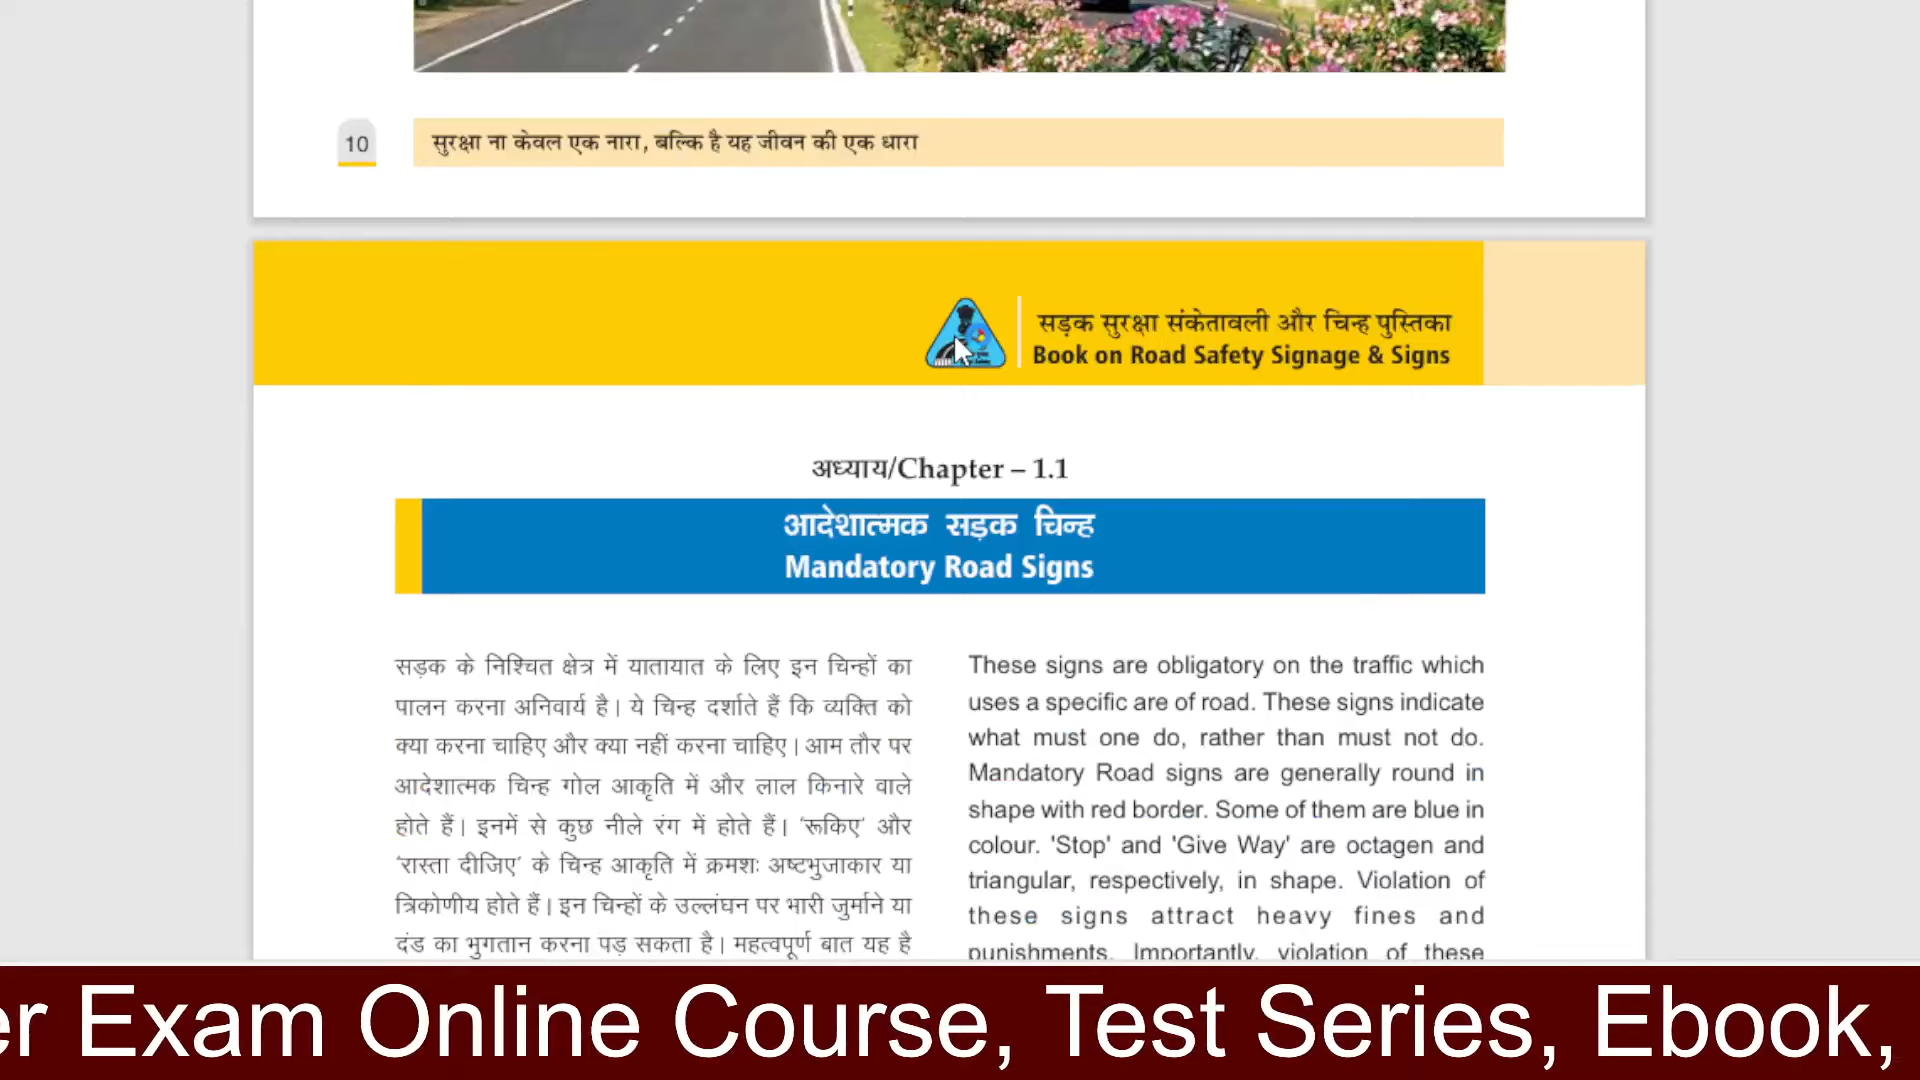 10
सुरक्षा ना केवल एक नारा, बल्कि है यह जीवन की एक धारा
सड़क सुरक्षा संकेतावली और चिन्ह पुस्तिका
Book on Road Safety Signage & Signs
अध्याय/Chapter – 1.1
आदेशात्मक सड़क चिन्ह
Mandatory Road Signs
सड़क के निश्चित क्षेत्र में यातायात के लिए इन चिन्हों का
पालन करना अनिवार्य है। ये चिन्ह दर्शाते हैं कि व्यक्ति को
क्या करना चाहिए और क्या नहीं करना चाहिए। आम तौर पर
आदेशात्मक चिन्ह गोल आकृति में और लाल किनारे वाले
होते हैं। इनमें से कुछ नीले रंग में होते हैं। ‘रूकिए’ और
‘रास्ता दीजिए’ के चिन्ह आकृति में क्रमशः अष्टभुजाकार या
त्रिकोणीय होते हैं। इन चिन्हों के उल्लंघन पर भारी जुर्माने या
दंड का भुगतान करना पड़ सकता है। महत्वपूर्ण बात यह है
These signs are obligatory on the traffic which
uses a specific are of road. These signs indicate
what must one do, rather than must not do.
Mandatory Road signs are generally round in
shape with red border. Some of them are blue in
colour. 'Stop' and 'Give Way' are octagen and
triangular, respectively, in shape. Violation of
these signs attract heavy fines and
punishments. Importantly, violation of these
er Exam Online Course, Test Series, Ebook,